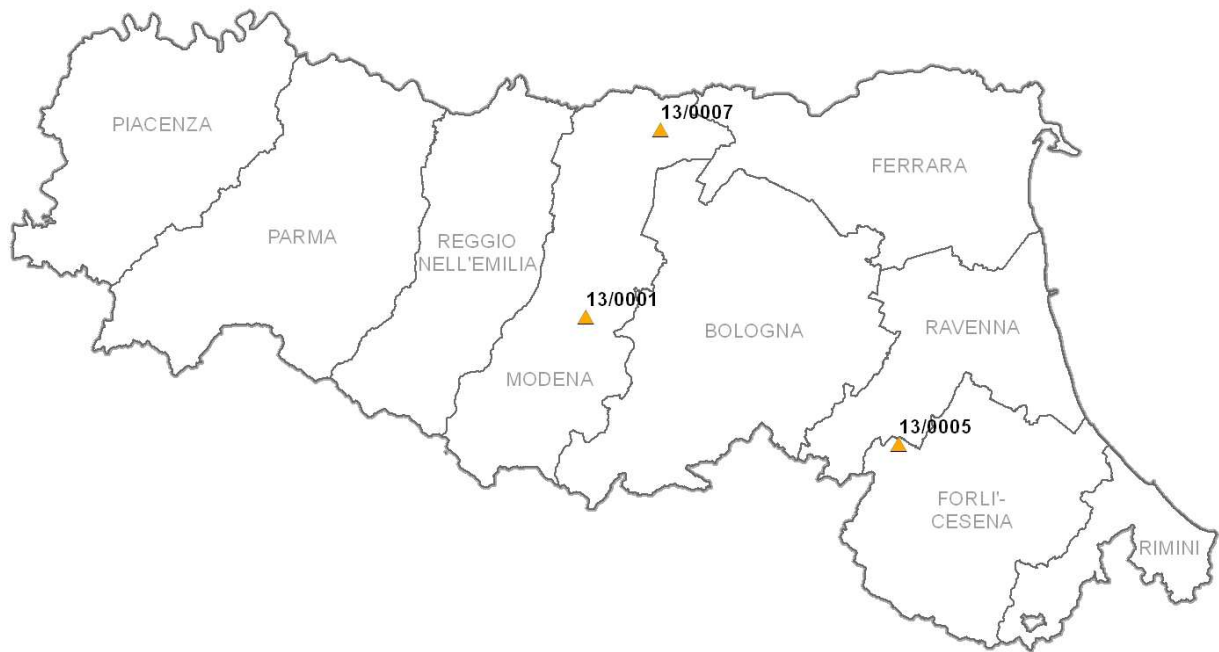 13/0007
PIACENZA
FERRARA
PARMA
REGGIO
NELL'EMILIA
13/0001
BOLOGNA
RAVENNA
MODENA
13/0005
FORLI'-
CESENA
RIMINI